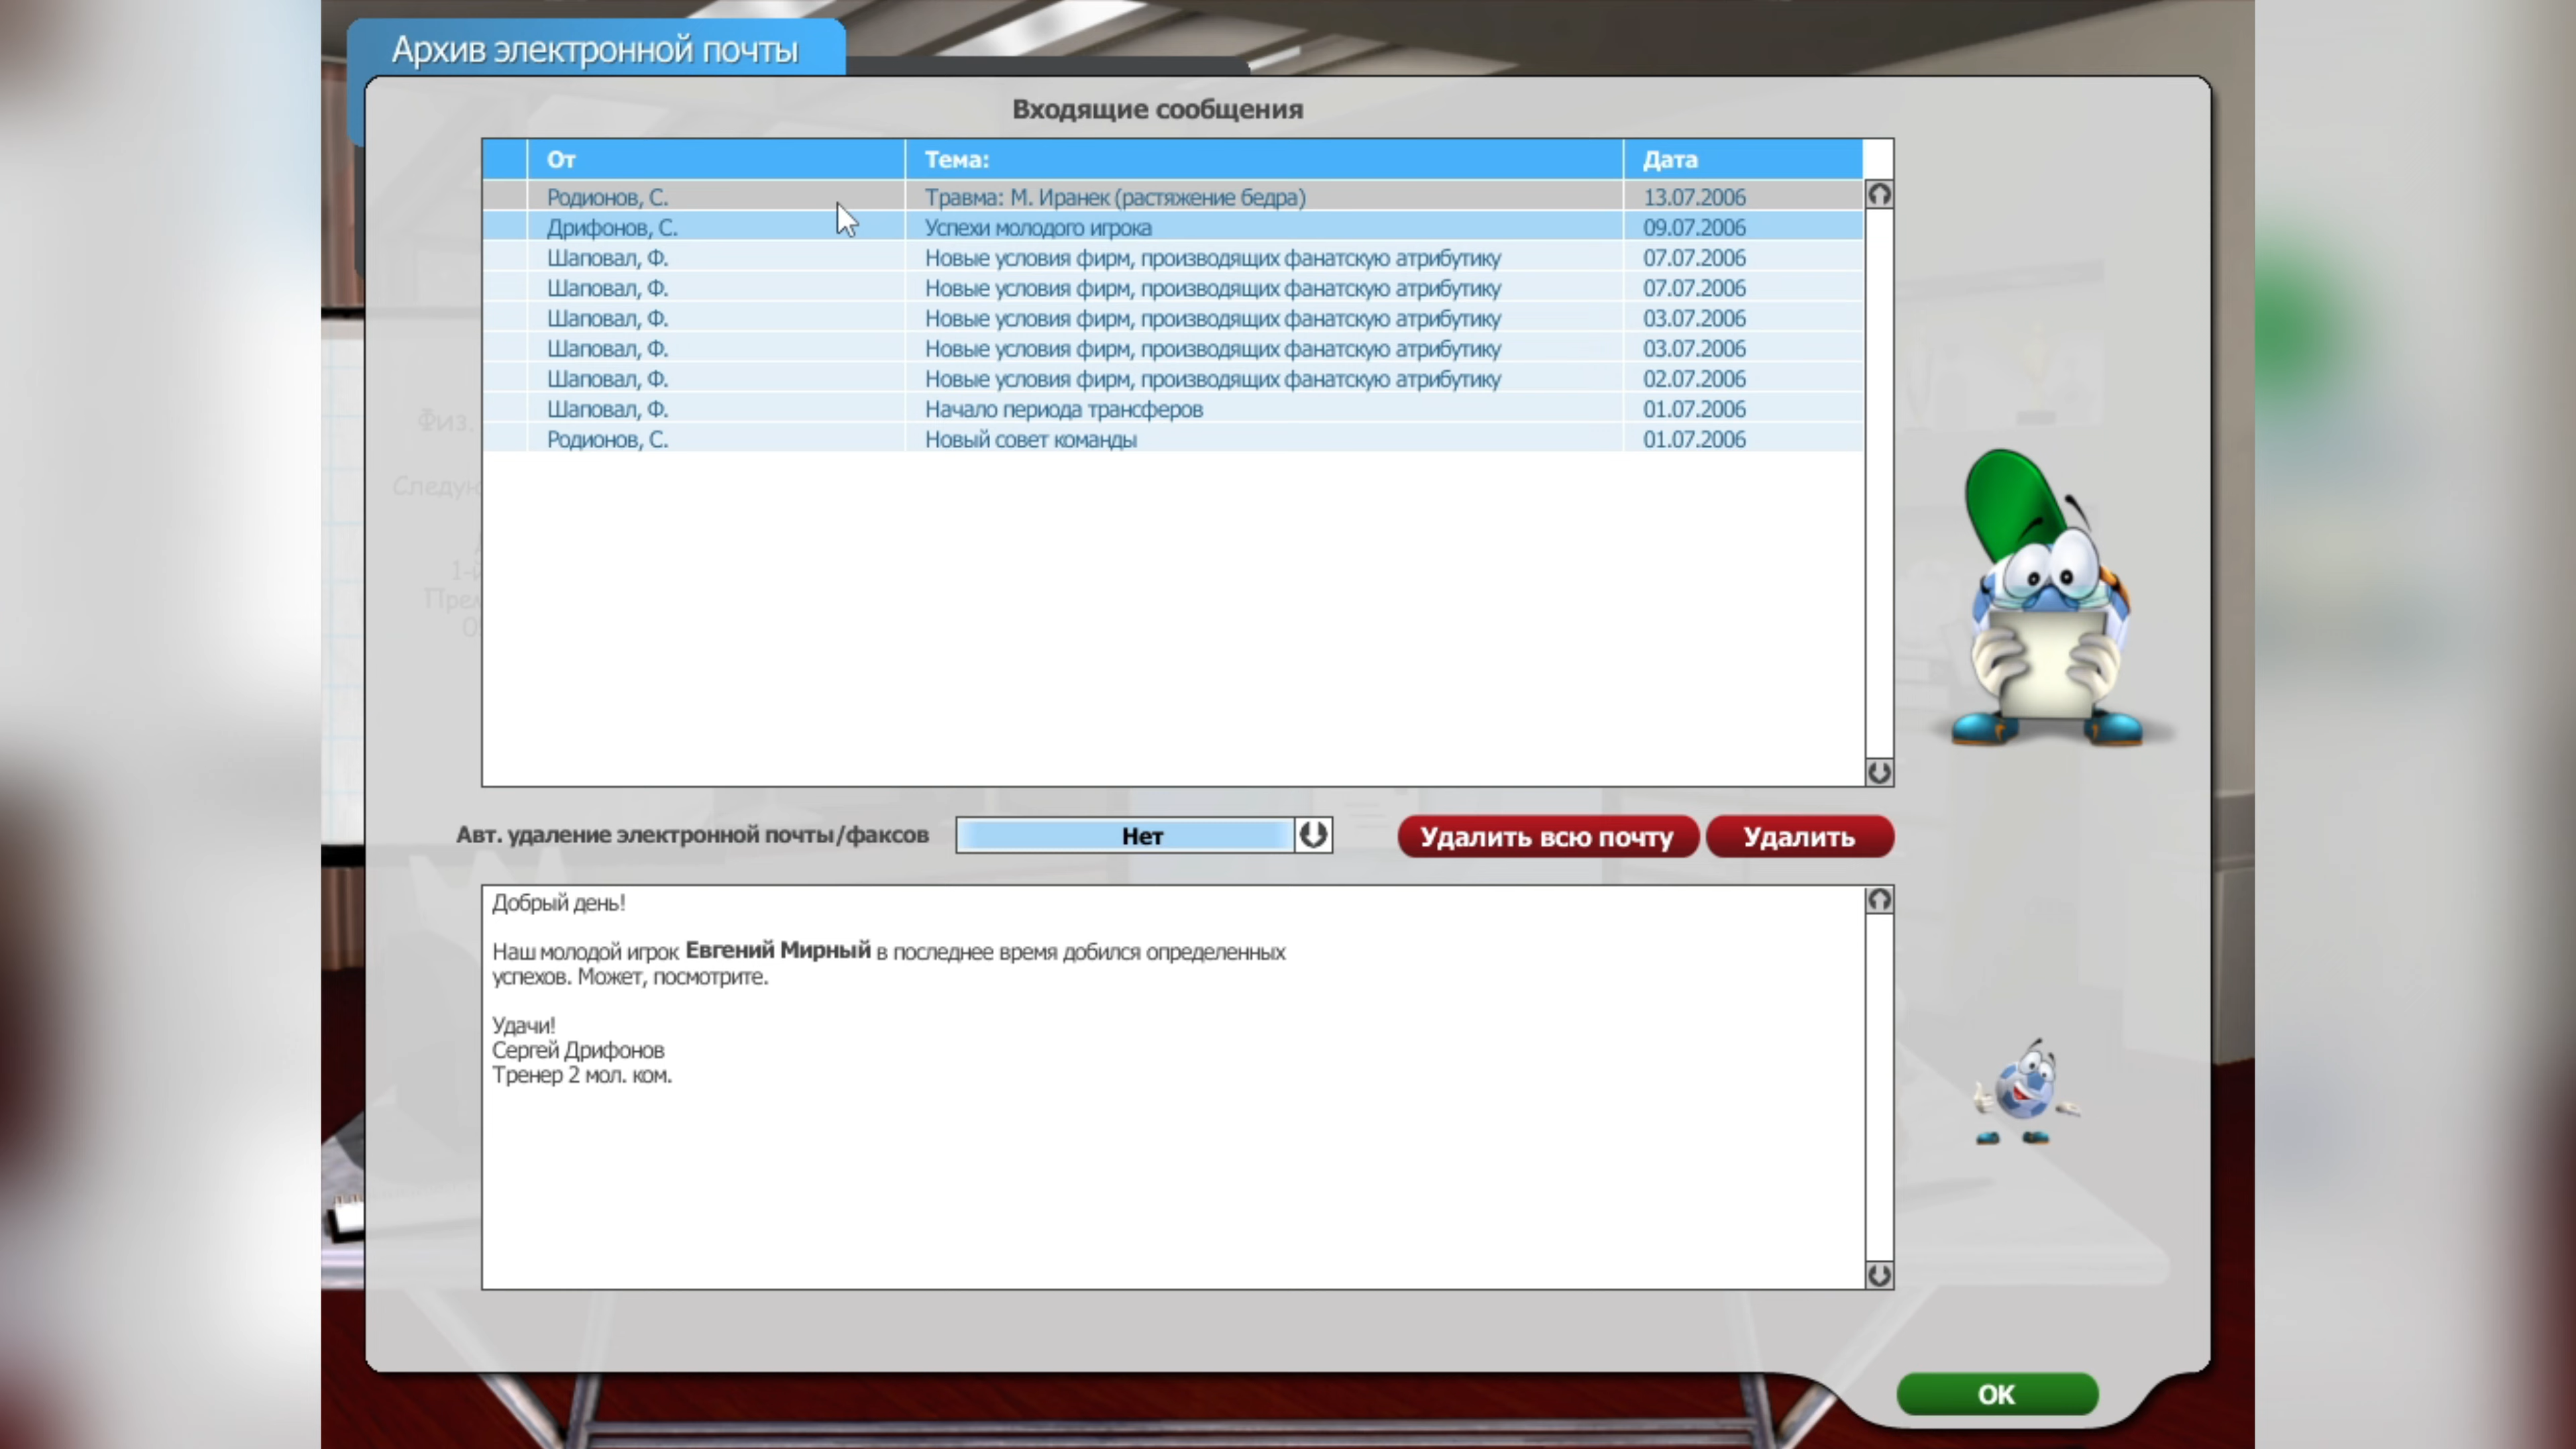 Архив электронной почты
Входящие сообщения
От Тема: Дата
Родионов, С. Травма: М. Иранек (растяжение бедра) 13.07.2006
Дрифонов, С. Успехи молодого игрока 09.07.2006
Шаповал, Ф. Новые условия фирм, производящих фанатскую атрибутику 07.07.2006
Шаповал, Ф. Новые условия фирм, производящих фанатскую атрибутику 07.07.2006
Шаповал, Ф. Новые условия фирм, производящих фанатскую атрибутику 03.07.2006
Шаповал, Ф. Новые условия фирм, производящих фанатскую атрибутику 03.07.2006
Шаповал, Ф. Новые условия фирм, производящих фанатскую атрибутику 02.07.2006
Шаповал, Ф. Начало периода трансферов 01.07.2006
Родионов, С. Новый совет команды 01.07.2006
Физ.
1-й
Авт. удаление электронной почты/факсов Нет Удалить всю почту Удалить
Добрый день!
Наш молодой игрок Евгений Мирный в последнее время добился определенных
успехов. Может, посмотрите.
Удачи!
Сергей Дрифонов
Тренер 2 мол. ком.
ОК